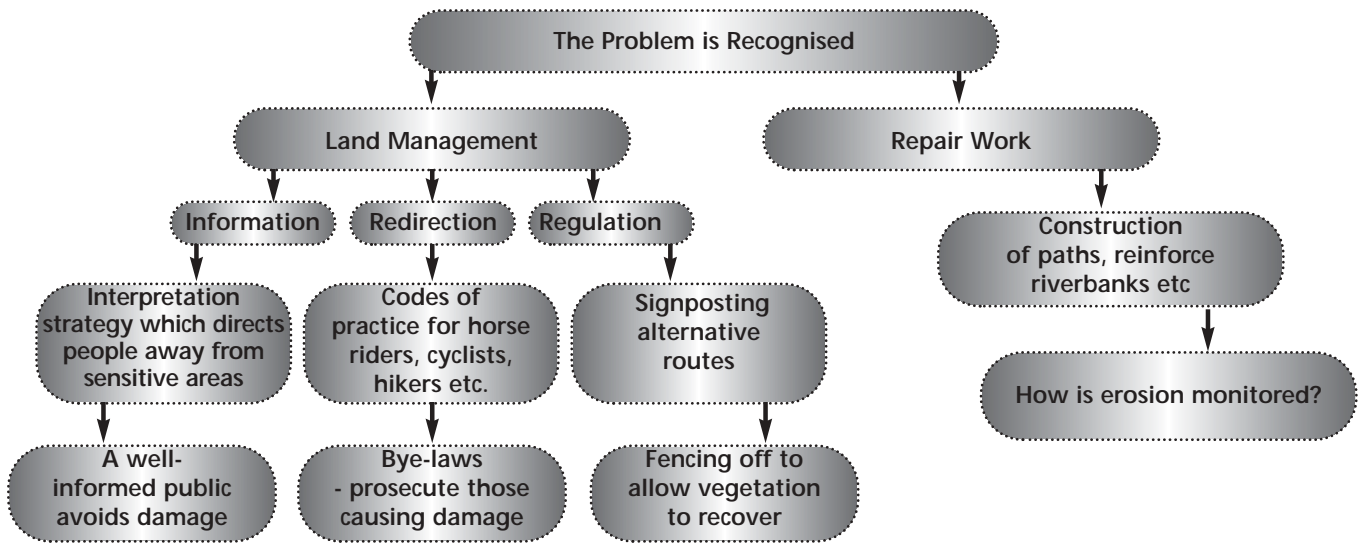 The Problem is Recognised
Land Management
Repair Work
Information
Redirection
Regulation
Construction
of paths, reinforce
riverbanks etc
Interpretation
strategy which directs
people away from
sensitive areas
Codes of
practice for horse
riders, cyclists,
hikers etc.
Signposting
alternative
routes
How is erosion monitored?
A well-
informed public
avoids damage
Bye-laws
- prosecute those
causing damage
Fencing off to
allow vegetation
to recover